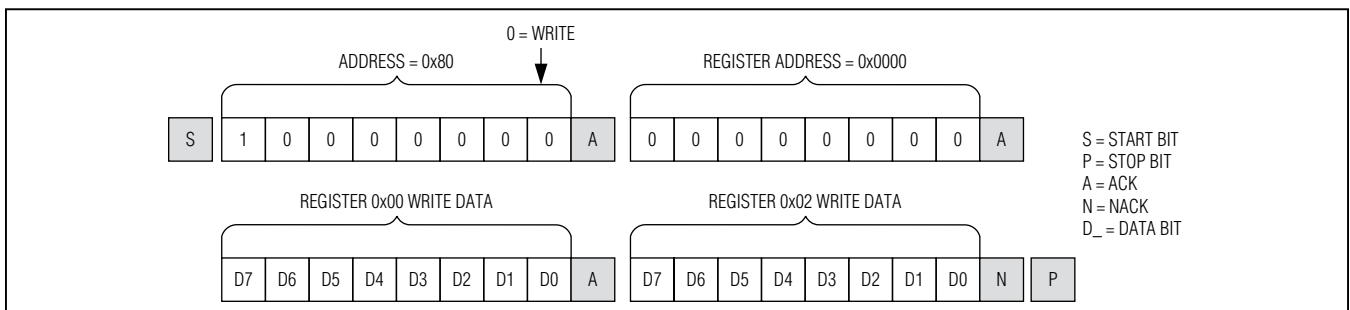 0 = WRITE
ADDRESS = 0x80 REGISTER ADDRESS = 0x0000
S 1 0 0 0 0 0 0 0 A 0 0 0 0 0 0 0 0 A
REGISTER 0x00 WRITE DATA REGISTER 0x02 WRITE DATA
D7 D6 D5 D4 D3 D2 D1 D0 A D7 D6 D5 D4 D3 D2 D1 D0 N P
S = START BIT
P = STOP BIT
A = ACK
N = NACK
D_ = DATA BIT